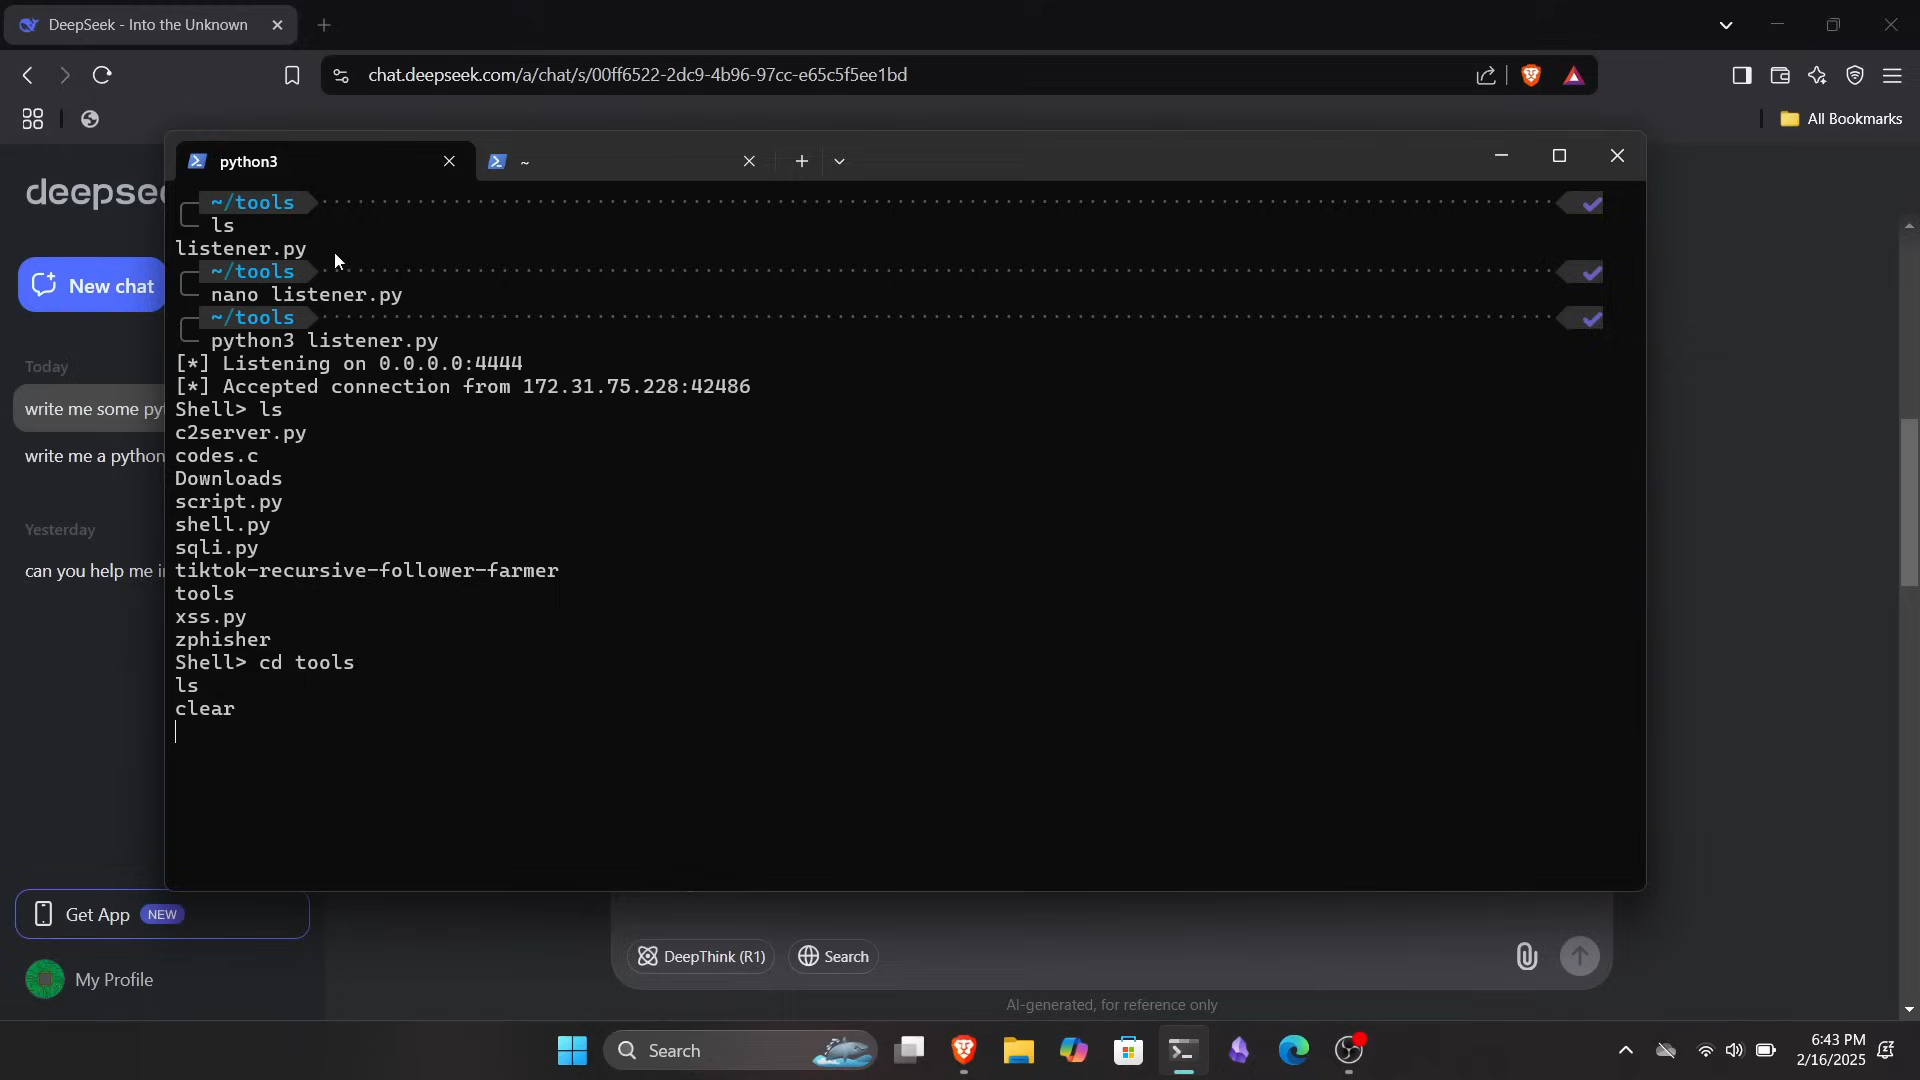 DeepSeek - Into the Unknown
chat.deepseek.com/a/chat/s/00ff6522-2dc9-4b96-97cc-e65c5f5ee1bd
All Bookmarks
deepsee
New chat
Today
write me some py
write me a python
Yesterday
can you help me i
Get App NEW
My Profile
python3
~
~/tools
ls
listener.py
~/tools
nano listener.py
~/tools
python3 listener.py
[*] Listening on 0.0.0.0:4444
[*] Accepted connection from 172.31.75.228:42486
Shell> ls
c2server.py
codes.c
Downloads
script.py
shell.py
sqli.py
tiktok-recursive-follower-farmer
tools
xss.py
zphisher
Shell> cd tools
ls
clear
DeepThink (R1)
Search
AI-generated, for reference only
Search
6:43 PM
2/16/2025